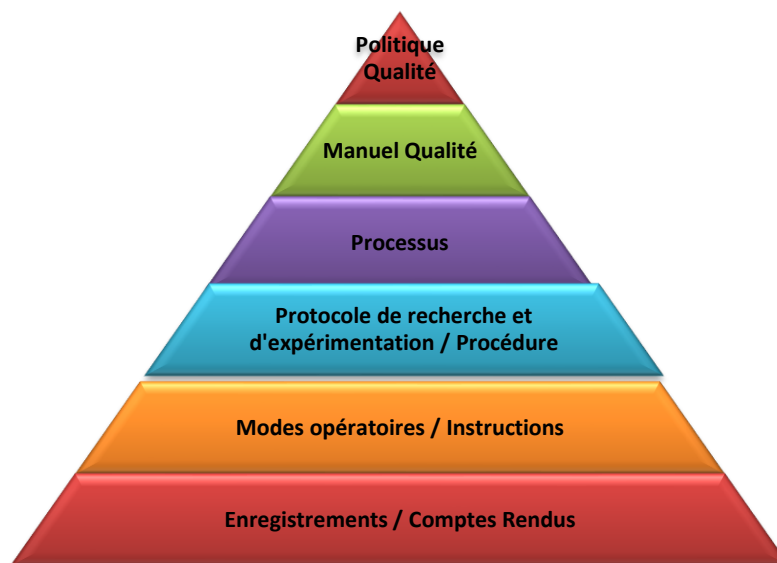 Politique
Qualité
Manuel Qualité
Processus
Protocole de recherche et
d'expérimentation / Procédure
Modes opératoires / Instructions
Enregistrements / Comptes Rendus